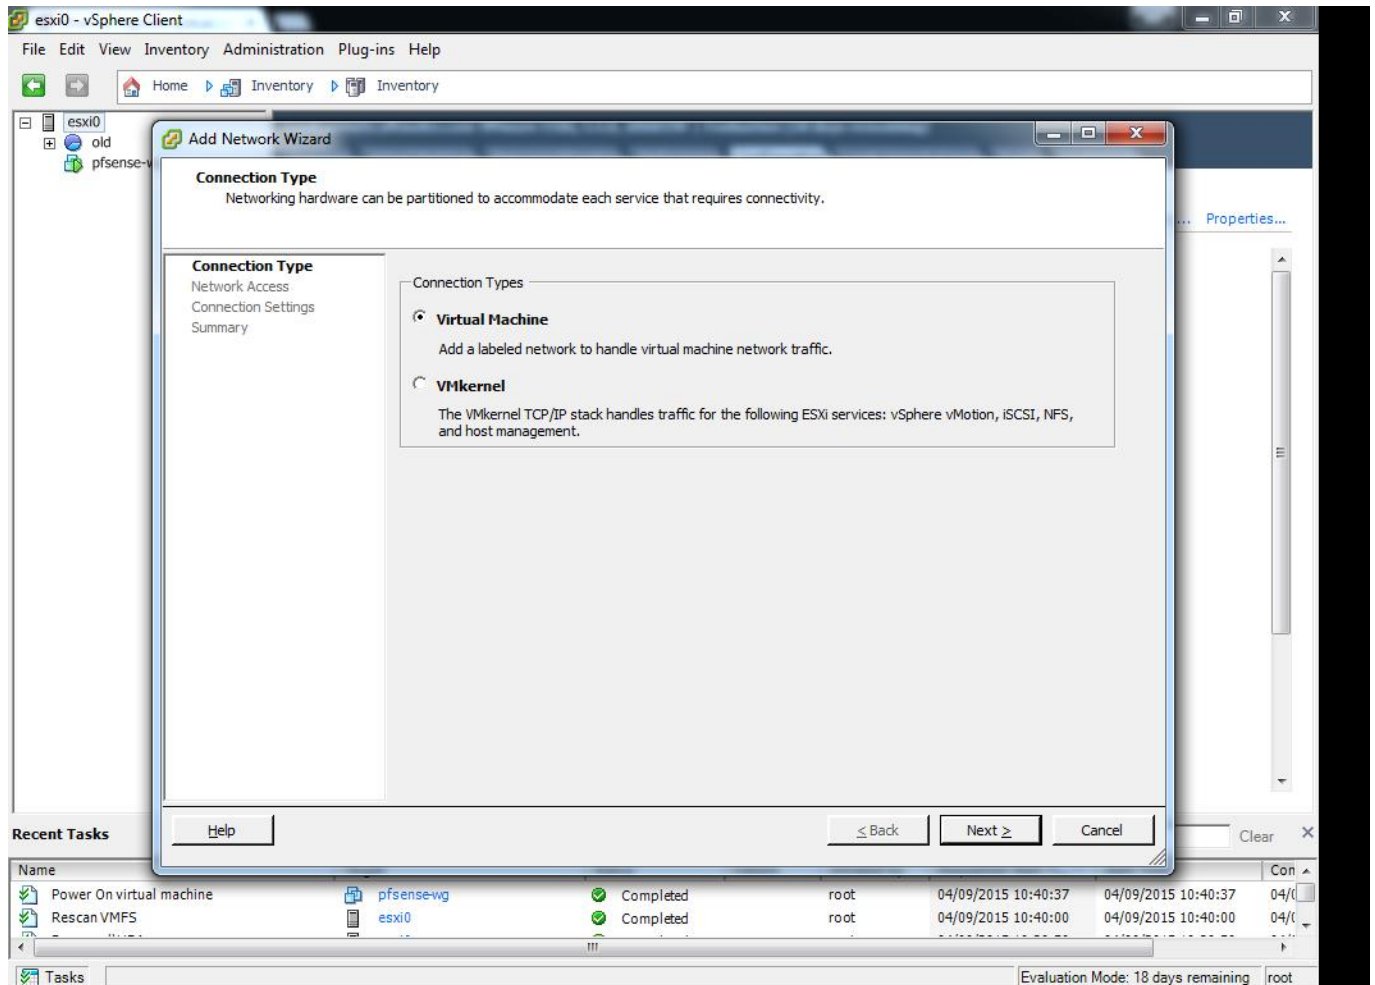 esxi0 - vSphere Client
File Edit View Inventory Administration Plug-ins Help
Home Inventory Inventory
esxi0
old
pfsense-w
Add Network Wizard
Connection Type
Networking hardware can be partitioned to accommodate each service that requires connectivity.
... Properties...
Connection Type
Network Access
Connection Settings
Summary
Connection Types
Virtual Machine
Add a labeled network to handle virtual machine network traffic.
VMkernel
The VMkernel TCP/IP stack handles traffic for the following ESXi services: vSphere vMotion, iSCSI, NFS,
and host management.
Help < Back Next > Cancel
Recent Tasks Clear
Name Con
Power On virtual machine pfsense-wg Completed root 04/09/2015 10:40:37 04/09/2015 10:40:37 04/0
Rescan VMFS esxi0 Completed root 04/09/2015 10:40:00 04/09/2015 10:40:00 04/0
Tasks Evaluation Mode: 18 days remaining root